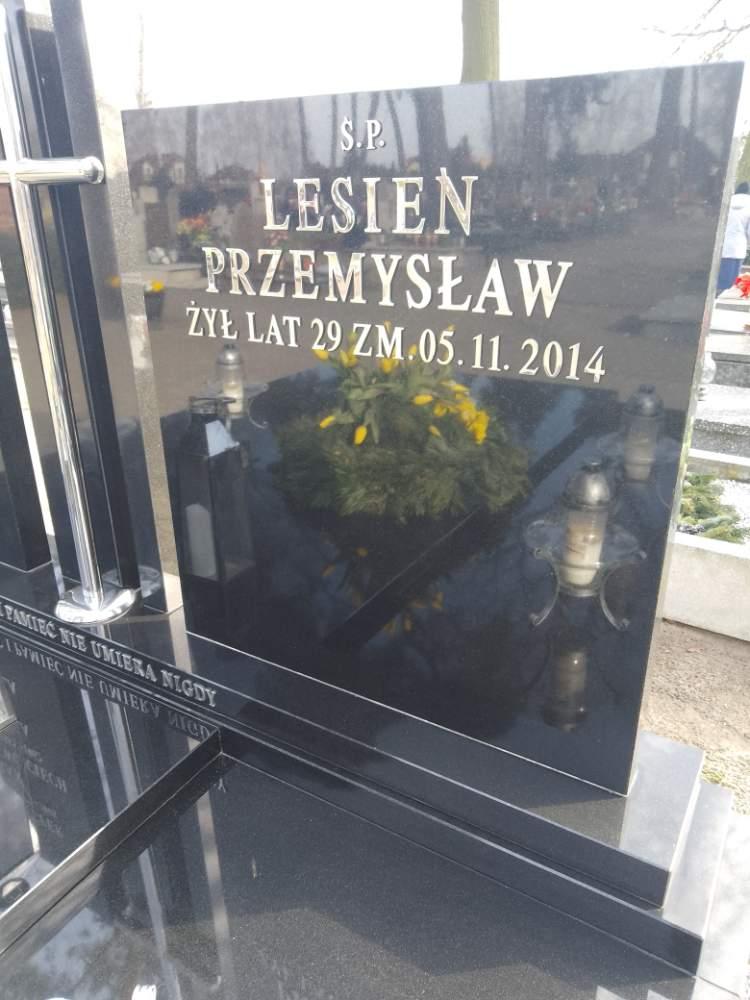 Ś.P.
LESIEŃ
PRZEMYSŁAW
ŻYŁ LAT 29 ZM. 05.11.2014
I PAMIĘĆ NIE UMIERA NIGDY